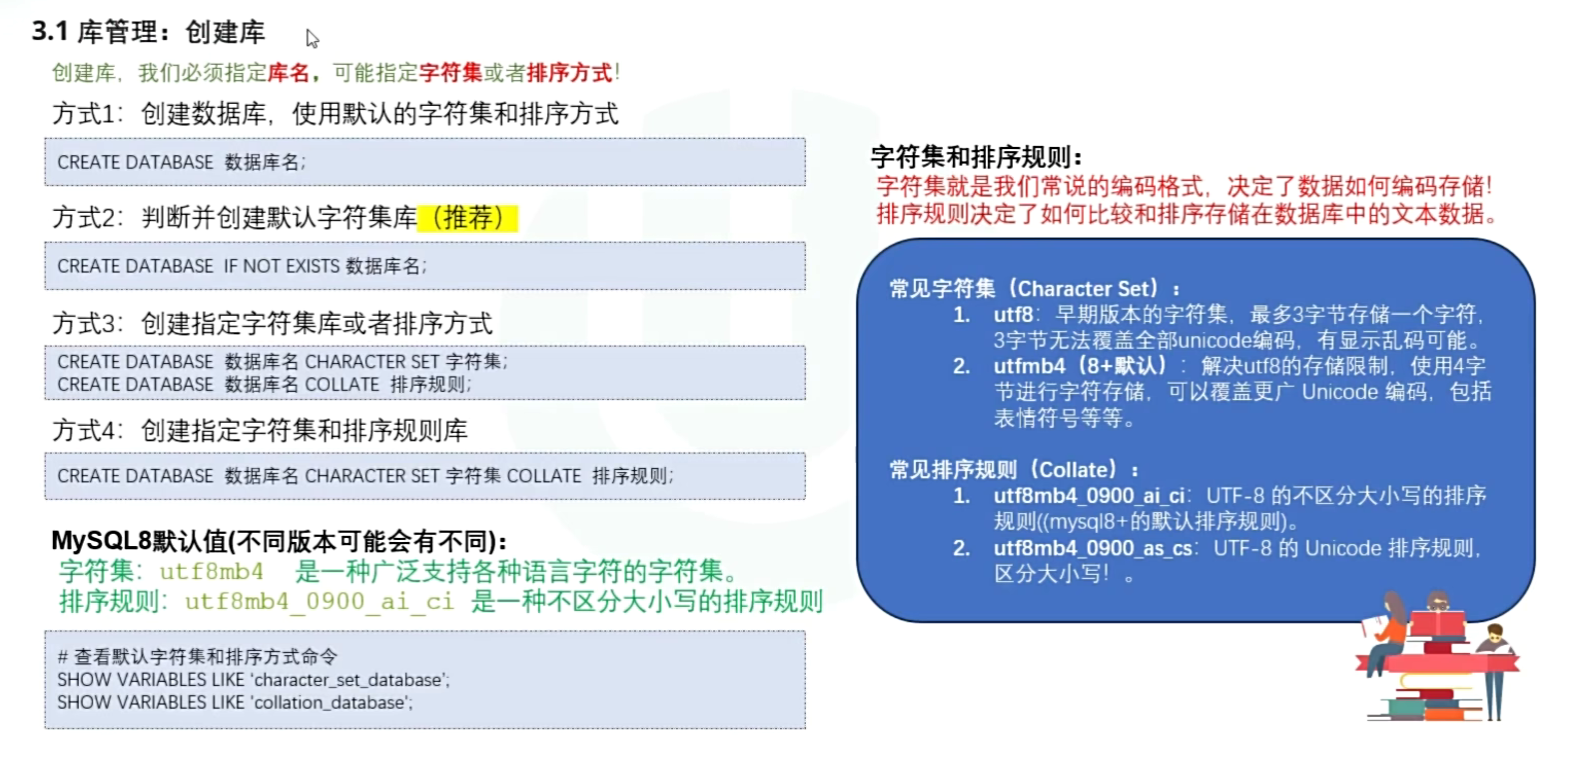 3.1 库管理：创建库
创建库，我们必须指定库名，可能指定字符集或者排序方式！
方式1：创建数据库，使用默认的字符集和排序方式
CREATE DATABASE 数据库名;
方式2：判断并创建默认字符集库（推荐）
CREATE DATABASE IF NOT EXISTS 数据库名;
方式3：创建指定字符集库或者排序方式
CREATE DATABASE 数据库名 CHARACTER SET 字符集;
CREATE DATABASE 数据库名 COLLATE 排序规则;
方式4：创建指定字符集和排序规则库
CREATE DATABASE 数据库名 CHARACTER SET 字符集 COLLATE 排序规则;
MySQL8默认值(不同版本可能会有不同)：
字符集：utf8mb4 是一种广泛支持各种语言字符的字符集。
排序规则：utf8mb4_0900_ai_ci 是一种不区分大小写的排序规则
# 查看默认字符集和排序方式命令
SHOW VARIABLES LIKE 'character_set_database';
SHOW VARIABLES LIKE 'collation_database';
字符集和排序规则：
字符集就是我们常说的编码格式，决定了数据如何编码存储！
排序规则决定了如何比较和排序存储在数据库中的文本数据。
常见字符集（Character Set）：
1. utf8：早期版本的字符集，最多3字节存储一个字符，
3字节无法覆盖全部unicode编码，有显示乱码可能。
2. utfmb4（8+默认）：解决utf8的存储限制，使用4字
节进行字符存储，可以覆盖更广 Unicode 编码，包括
表情符号等等。
常见排序规则（Collate）：
1. utf8mb4_0900_ai_ci：UTF-8 的不区分大小写的排序
规则((mysql8+的默认排序规则)。
2. utf8mb4_0900_as_cs：UTF-8 的 Unicode 排序规则，
区分大小写！。